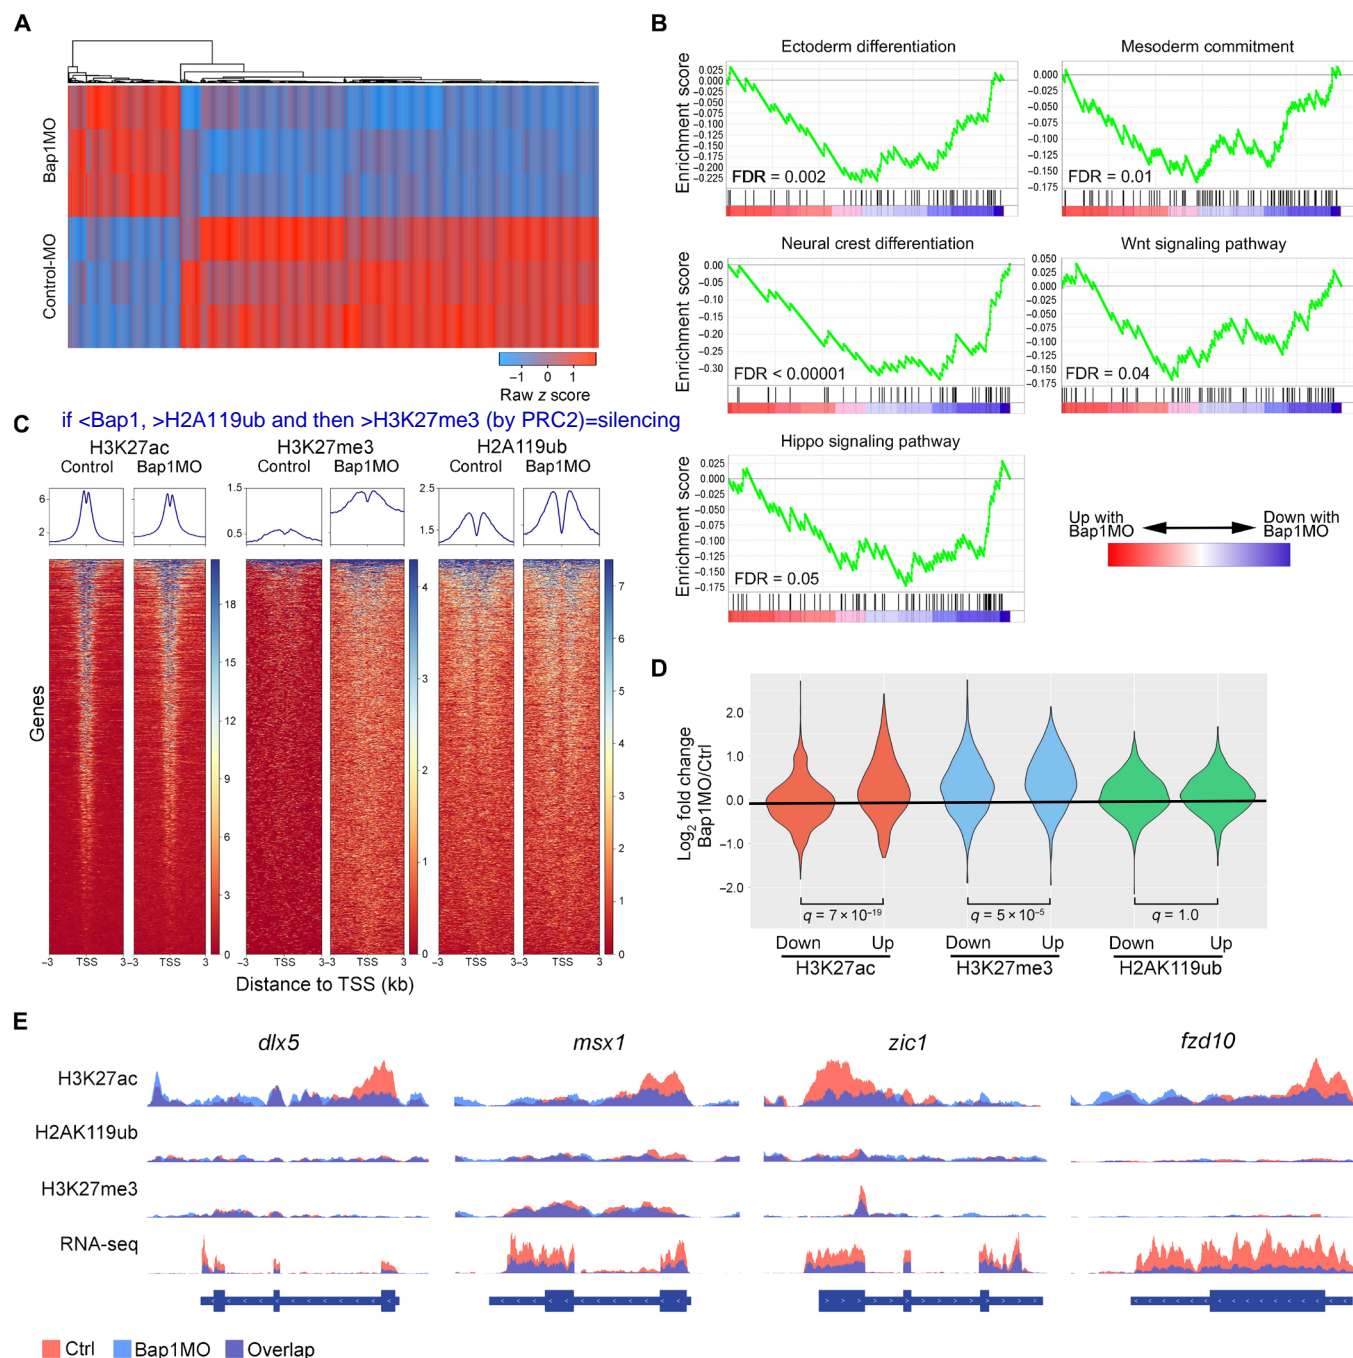 A
Bap1MO
Control-MO
−1 0 1
Raw z score
B
Ectoderm differentiation
Enrichment score
0.025
0.000
−0.025
−0.050
−0.075
−0.100
−0.125
−0.150
−0.175
−0.200
−0.225
FDR = 0.002
Mesoderm commitment
0.000
−0.025
−0.050
−0.075
−0.100
−0.125
−0.150
−0.175
FDR = 0.01
Neural crest differentiation
Enrichment score
0.00
−0.05
−0.10
−0.15
−0.20
−0.25
−0.30
FDR < 0.00001
Wnt signaling pathway
0.050
0.025
0.000
−0.025
−0.050
−0.075
−0.100
−0.125
−0.150
−0.175
FDR = 0.04
Hippo signaling pathway
Enrichment score
0.025
0.000
−0.025
−0.050
−0.075
−0.100
−0.125
−0.150
−0.175
FDR = 0.05
Up with Bap1MO
Down with Bap1MO
if <Bap1, >H2A119ub and then >H3K27me3 (by PRC2)=silencing
C
H3K27ac H3K27me3 H2A119ub
Control Bap1MO Control Bap1MO Control Bap1MO
6
2
1.5
0.5
2.5
1.5
Genes
18
15
12
9
6
3
0
4
3
2
1
0
7
6
5
4
3
2
1
0
−3 TSS 3 −3 TSS 3 −3 TSS 3
Distance to TSS (kb)
D
Log2 fold change
Bap1MO/Ctrl
2.0
1.0
0.0
−1.0
−2.0
q = 7 × 10−19 q = 5 × 10−5 q = 1.0
Down Up Down Up Down Up
H3K27ac H3K27me3 H2AK119ub
E
dlx5 msx1 zic1 fzd10
H3K27ac
H2AK119ub
H3K27me3
RNA-seq
Ctrl Bap1MO Overlap